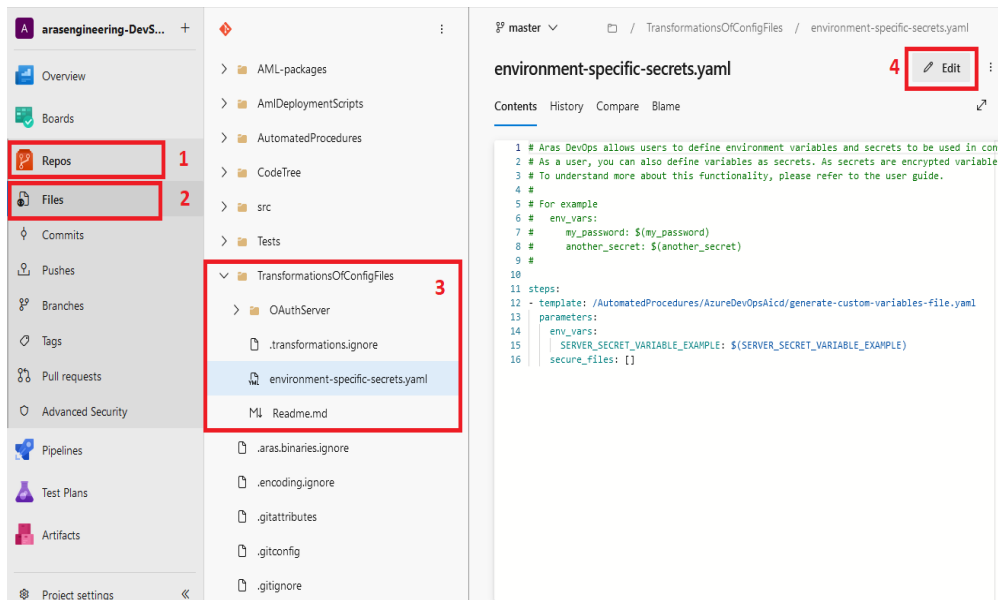 A arasengineering-DevS... +
Overview
Boards
Repos 1
Files 2
Commits
Pushes
Branches
Tags
Pull requests
Advanced Security
Pipelines
Test Plans
Artifacts
Project settings
AML-packages
AmlDeploymentScripts
AutomatedProcedures
CodeTree
src
Tests
TransformationsOfConfigFiles 3
OAuthServer
.transformations.ignore
YML environment-specific-secrets.yaml
M↓ Readme.md
.aras.binaries.ignore
.encoding.ignore
.gitattributes
.gitconfig
.gitignore
master / TransformationsOfConfigFiles / environment-specific-secrets.yaml
environment-specific-secrets.yaml 4 Edit
Contents History Compare Blame
1 # Aras DevOps allows users to define environment variables and secrets to be used in con
2 # As a user, you can also define variables as secrets. As secrets are encrypted variable
3 # To understand more about this functionality, please refer to the user guide.
4 #
5 # For example
6 # env_vars:
7 # my_password: $(my_password)
8 # another_secret: $(another_secret)
9 #
10
11 steps:
12 - template: /AutomatedProcedures/AzureDevOpsAicd/generate-custom-variables-file.yaml
13 parameters:
14 env_vars:
15 SERVER_SECRET_VARIABLE_EXAMPLE: $(SERVER_SECRET_VARIABLE_EXAMPLE)
16 secure_files: []